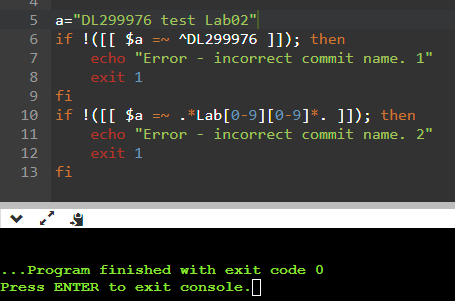 4
5 a="DL299976 test Lab02"
6 if !([[ $a =~ ^DL299976 ]]); then
7     echo "Error - incorrect commit name. 1"
8     exit 1
9 fi
10 if !([[ $a =~ .*Lab[0-9][0-9]*. ]]); then
11     echo "Error - incorrect commit name. 2"
12     exit 1
13 fi
...Program finished with exit code 0
Press ENTER to exit console.